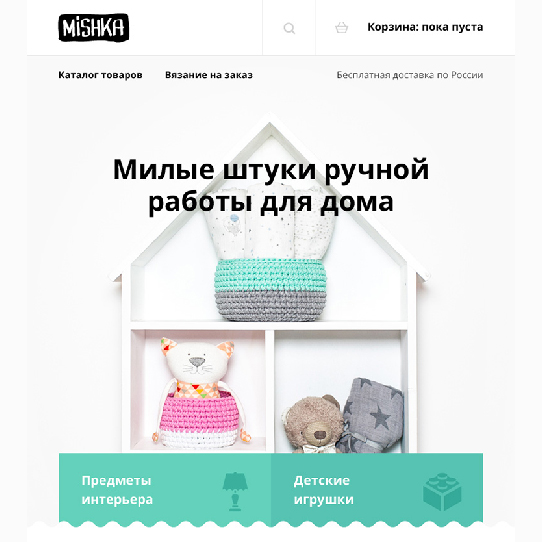 MiSHKA
Корзина: пока пуста
Каталог товаров
Вязание на заказ
Бесплатная доставка по России
Милые штуки ручной
работы для дома
Предметы
интерьера
Детские
игрушки